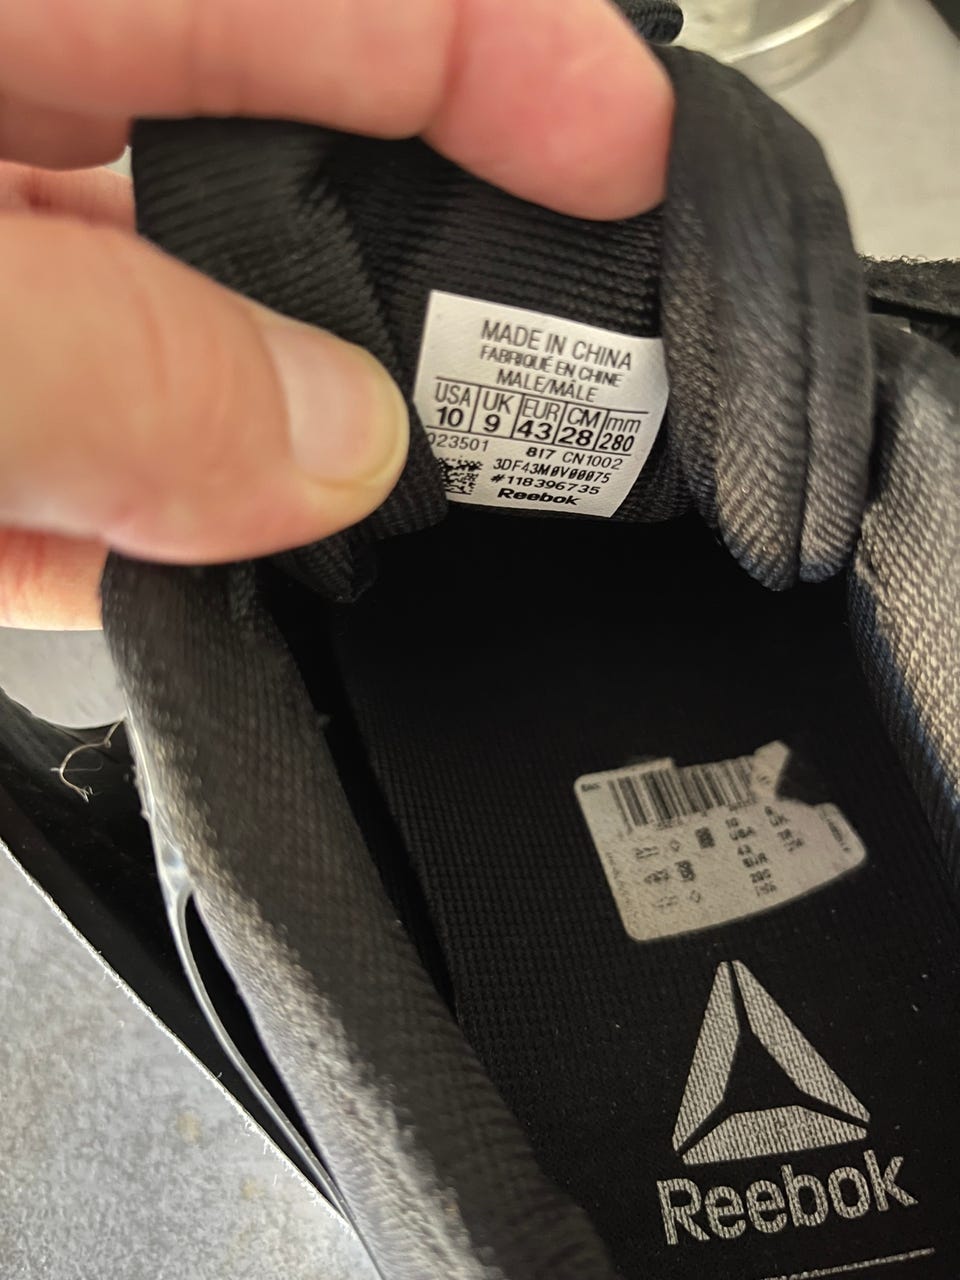 MADE IN CHINA
FABRIQUÉ EN CHINE
MALE/MÂLE
USA UK EUR CM mm
10 9 43 28 280
023501 817 CN1002
3DF43M0V00075
#118396735
Reebok
Reebok